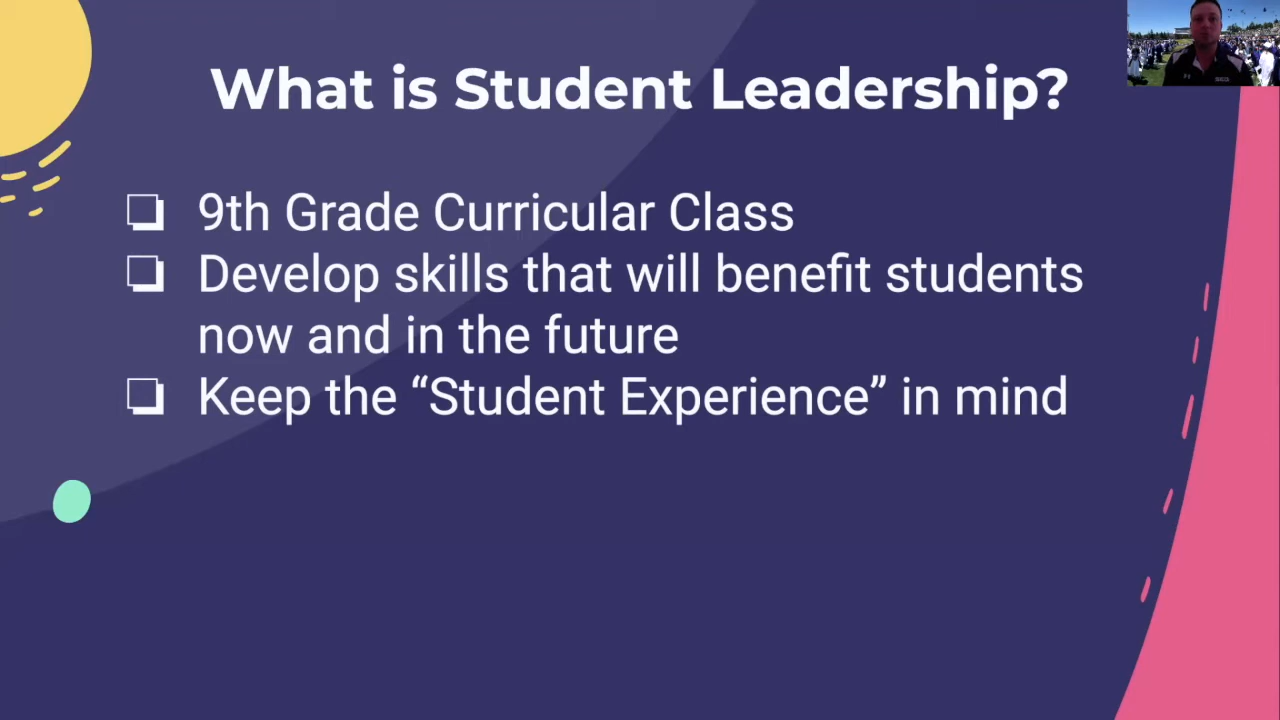 What is Student Leadership?
❏ 9th Grade Curricular Class
❏ Develop skills that will benefit students
now and in the future
❏ Keep the “Student Experience” in mind